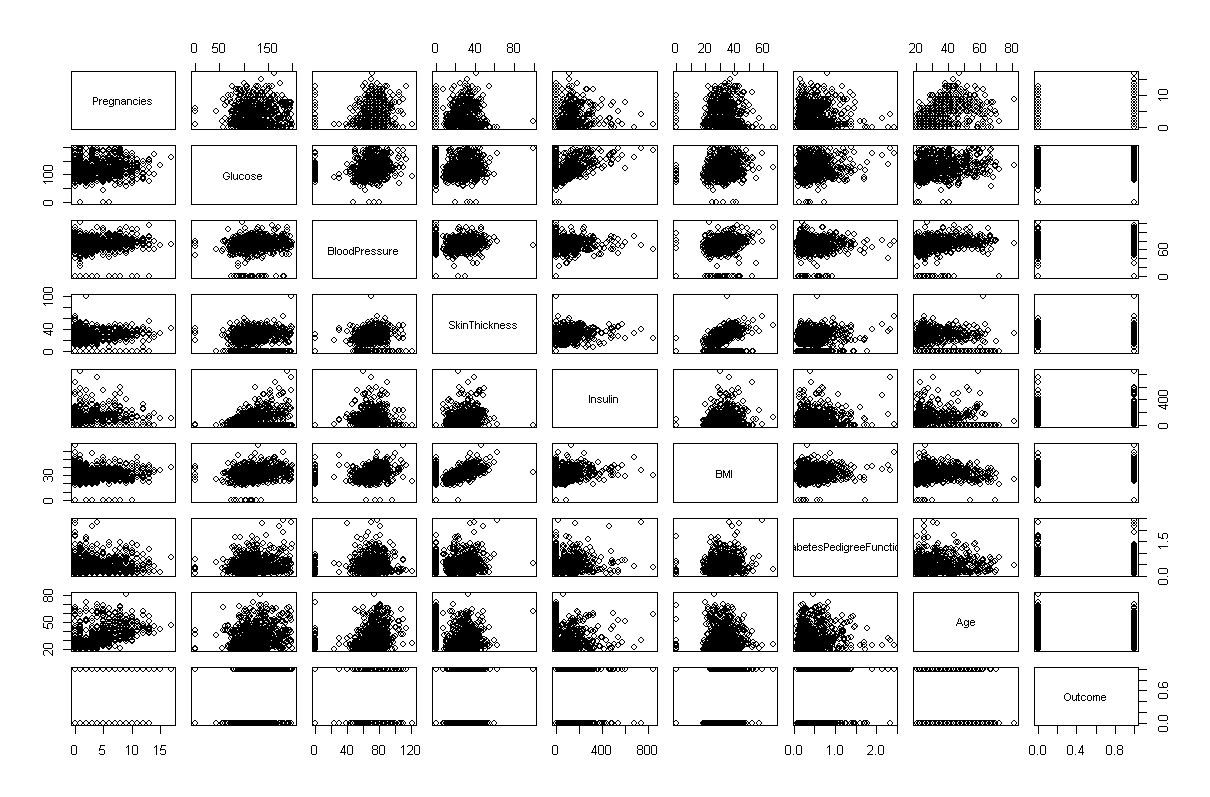 0 50 150
0 40 80
0 20 40 60
20 40 60 80
Pregnancies
0 10
0 100
Glucose
BloodPressure
0 60
0 40 100
SkinThickness
Insulin
0 400
0 30
BMI
abetesPedigreeFunctio
0.0 1.5
20 50 80
Age
Outcome
0.0 0.6
0 5 10 15
0 40 80 120
0 400 800
0.0 1.0 2.0
0.0 0.4 0.8